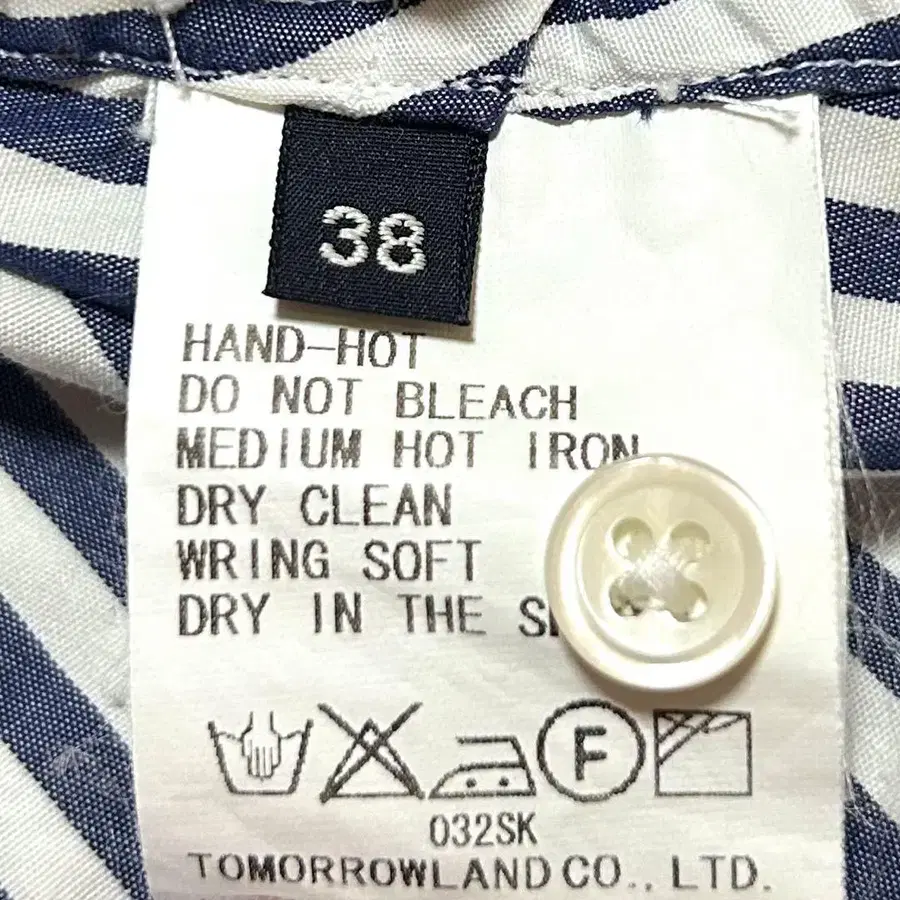 38
HAND-HOT
DO NOT BLEACH
MEDIUM HOT IRON
DRY CLEAN
WRING SOFT
DRY IN THE
F
032SK
TOMORROWLAND CO., LTD.